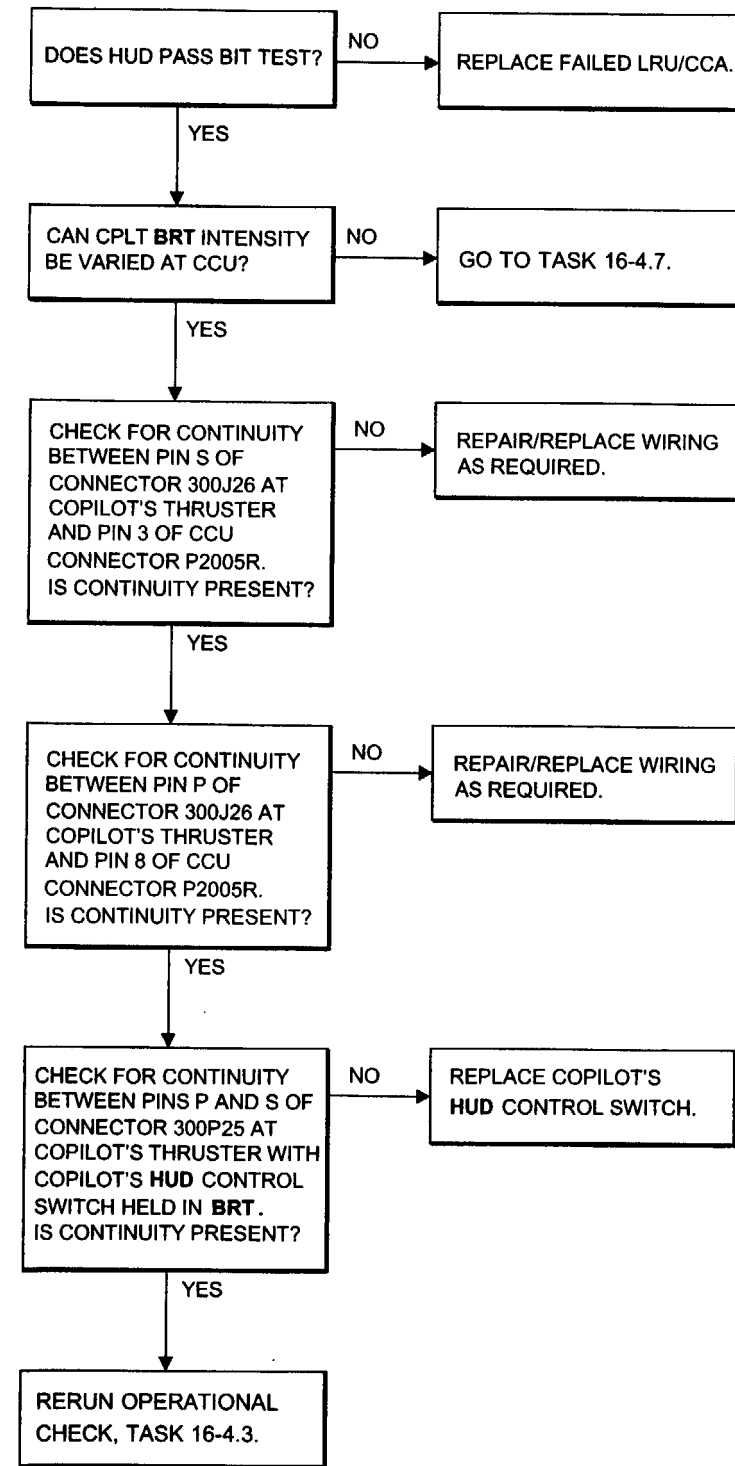 DOES HUD PASS BIT TEST?
NO
REPLACE FAILED LRU/CCA.
YES
CAN CPLT BRT INTENSITY
BE VARIED AT CCU?
NO
GO TO TASK 16-4.7.
YES
CHECK FOR CONTINUITY
BETWEEN PIN S OF
CONNECTOR 300J26 AT
COPILOT'S THRUSTER
AND PIN 3 OF CCU
CONNECTOR P2005R.
IS CONTINUITY PRESENT?
NO
REPAIR/REPLACE WIRING
AS REQUIRED.
YES
CHECK FOR CONTINUITY
BETWEEN PIN P OF
CONNECTOR 300J26 AT
COPILOT'S THRUSTER
AND PIN 8 OF CCU
CONNECTOR P2005R.
IS CONTINUITY PRESENT?
NO
REPAIR/REPLACE WIRING
AS REQUIRED.
YES
CHECK FOR CONTINUITY
BETWEEN PINS P AND S OF
CONNECTOR 300P25 AT
COPILOT'S THRUSTER WITH
COPILOT'S HUD CONTROL
SWITCH HELD IN BRT.
IS CONTINUITY PRESENT?
NO
REPLACE COPILOT'S
HUD CONTROL SWITCH.
YES
RERUN OPERATIONAL
CHECK, TASK 16-4.3.